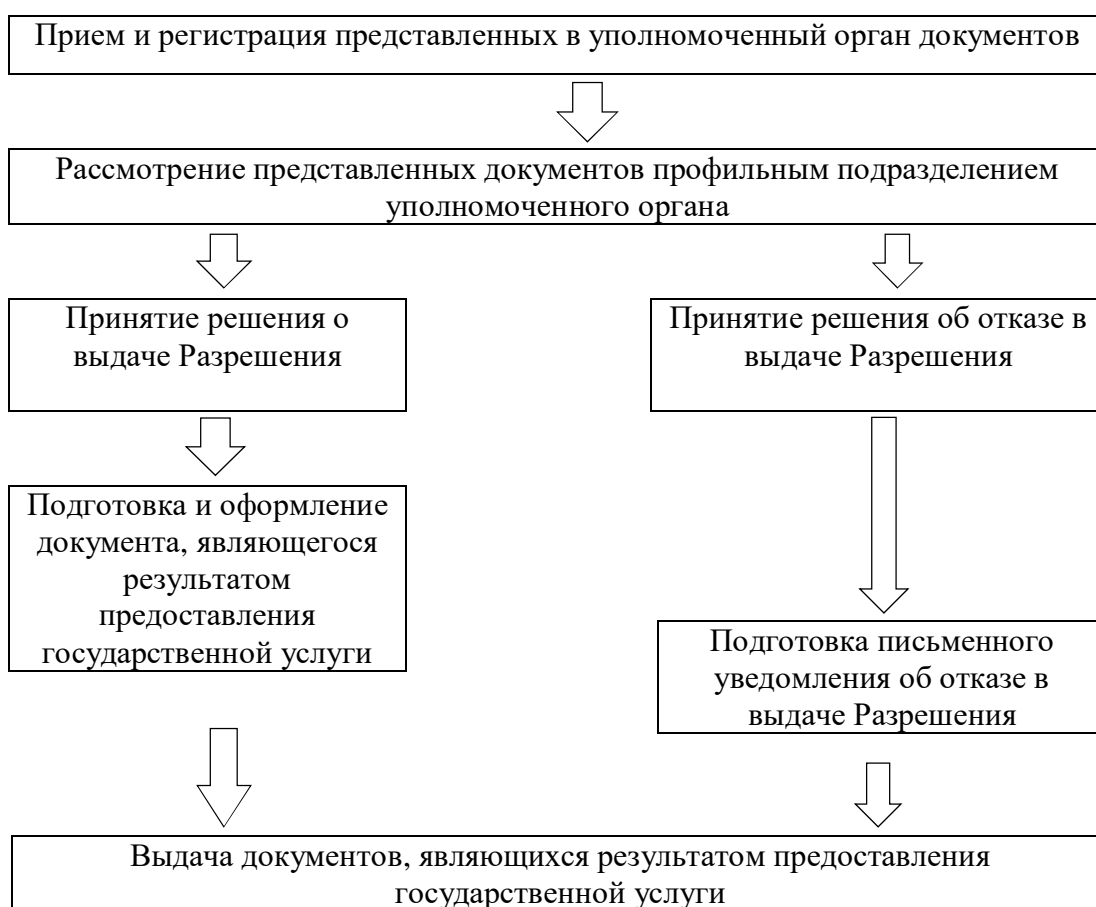 Прием и регистрация представленных в уполномоченный орган документов
Рассмотрение представленных документов профильным подразделением
уполномоченного органа
Принятие решения о
выдаче Разрешения
Принятие решения об отказе в
выдаче Разрешения
Подготовка и оформление
документа, являющегося
результатом
предоставления
государственной услуги
Подготовка письменного
уведомления об отказе в
выдаче Разрешения
Выдача документов, являющихся результатом предоставления
государственной услуги